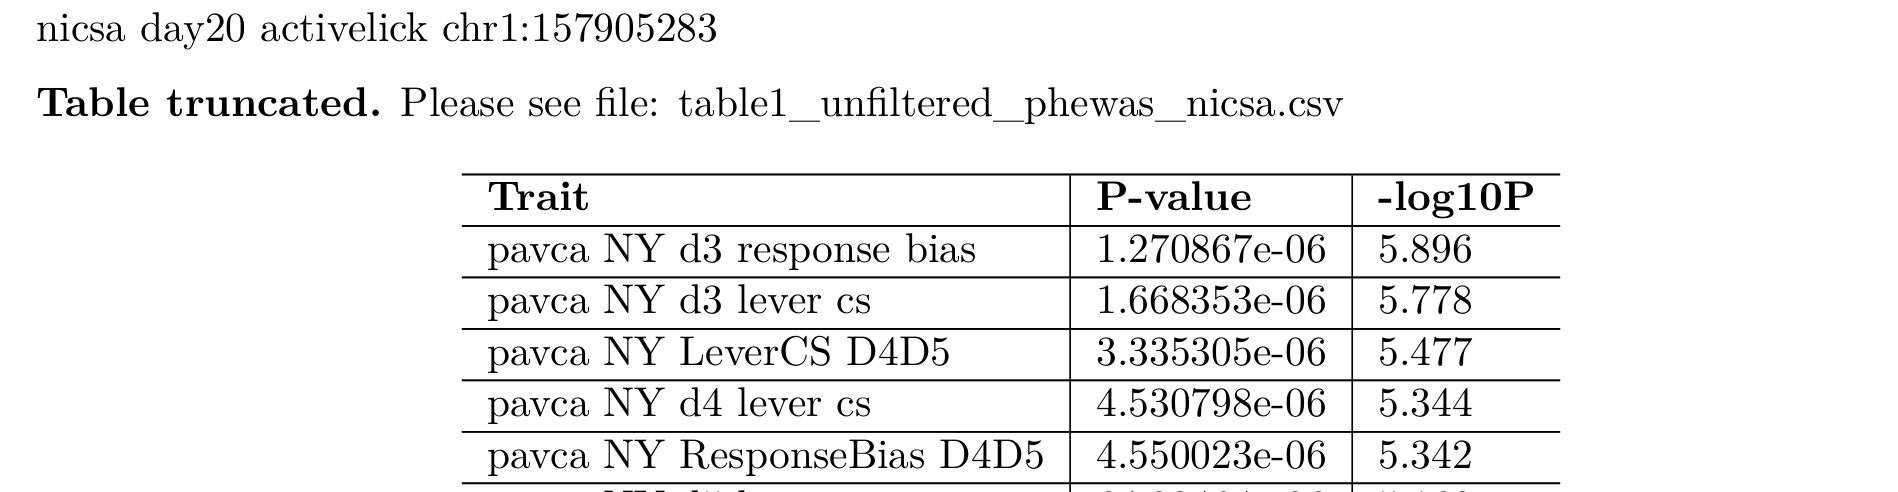 nicsa day20 activelick chr1:157905283
Table truncated. Please see file: table1_unfiltered_phewas_nicsa.csv
Trait P-value -log10P
pavca NY d3 response bias 1.270867e-06 5.896
pavca NY d3 lever cs 1.668353e-06 5.778
pavca NY LeverCS D4D5 3.335305e-06 5.477
pavca NY d4 lever cs 4.530798e-06 5.344
pavca NY ResponseBias D4D5 4.550023e-06 5.342